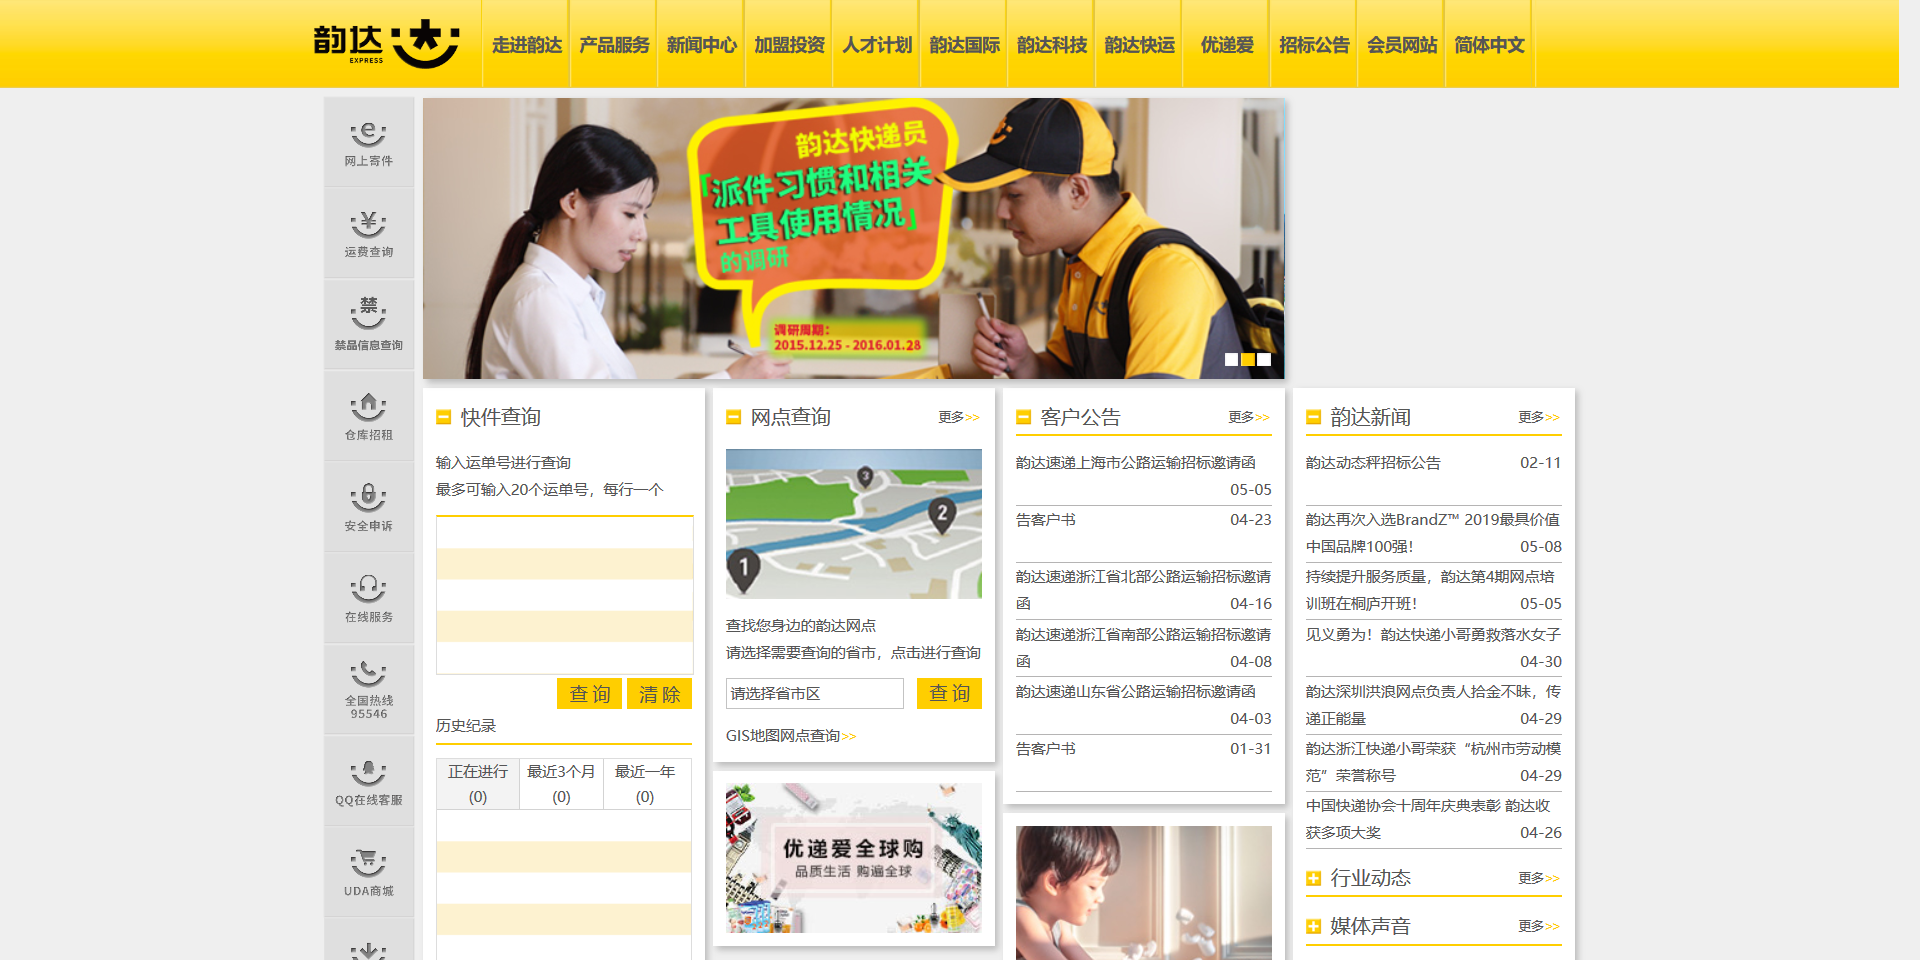 韵达
EXPRESS
走进韵达
产品服务
新闻中心
加盟投资
人才计划
韵达国际
韵达科技
韵达快运
优递爱
招标公告
会员网站
简体中文
网上寄件
运费查询
禁
禁品信息查询
仓库招租
安全申诉
在线服务
全国热线
95546
QQ在线客服
UDA商城
韵达快递员
「派件习惯和相关
工具使用情况」
的调研
调研周期：
2015.12.25 - 2016.01.28
快件查询
输入运单号进行查询
最多可输入20个运单号，每行一个
查 询
清 除
历史纪录
正在进行
(0)
最近3个月
(0)
最近一年
(0)
网点查询
更多>>
1
2
3
查找您身边的韵达网点
请选择需要查询的省市，点击进行查询
请选择省市区
查 询
GIS地图网点查询>>
优递爱全球购
品质生活 购遍全球
客户公告
更多>>
韵达速递上海市公路运输招标邀请函
05-05
告客户书 04-23
韵达速递浙江省北部公路运输招标邀请
函 04-16
韵达速递浙江省南部公路运输招标邀请
函 04-08
韵达速递山东省公路运输招标邀请函
04-03
告客户书 01-31
韵达新闻
更多>>
韵达动态秤招标公告 02-11
韵达再次入选BrandZ™ 2019最具价值
中国品牌100强！ 05-08
持续提升服务质量，韵达第4期网点培
训班在桐庐开班！ 05-05
见义勇为！韵达快递小哥勇救落水女子
04-30
韵达深圳洪浪网点负责人拾金不昧，传
递正能量 04-29
韵达浙江快递小哥荣获“杭州市劳动模
范”荣誉称号 04-29
中国快递协会十周年庆典表彰 韵达收
获多项大奖 04-26
行业动态
更多>>
媒体声音
更多>>